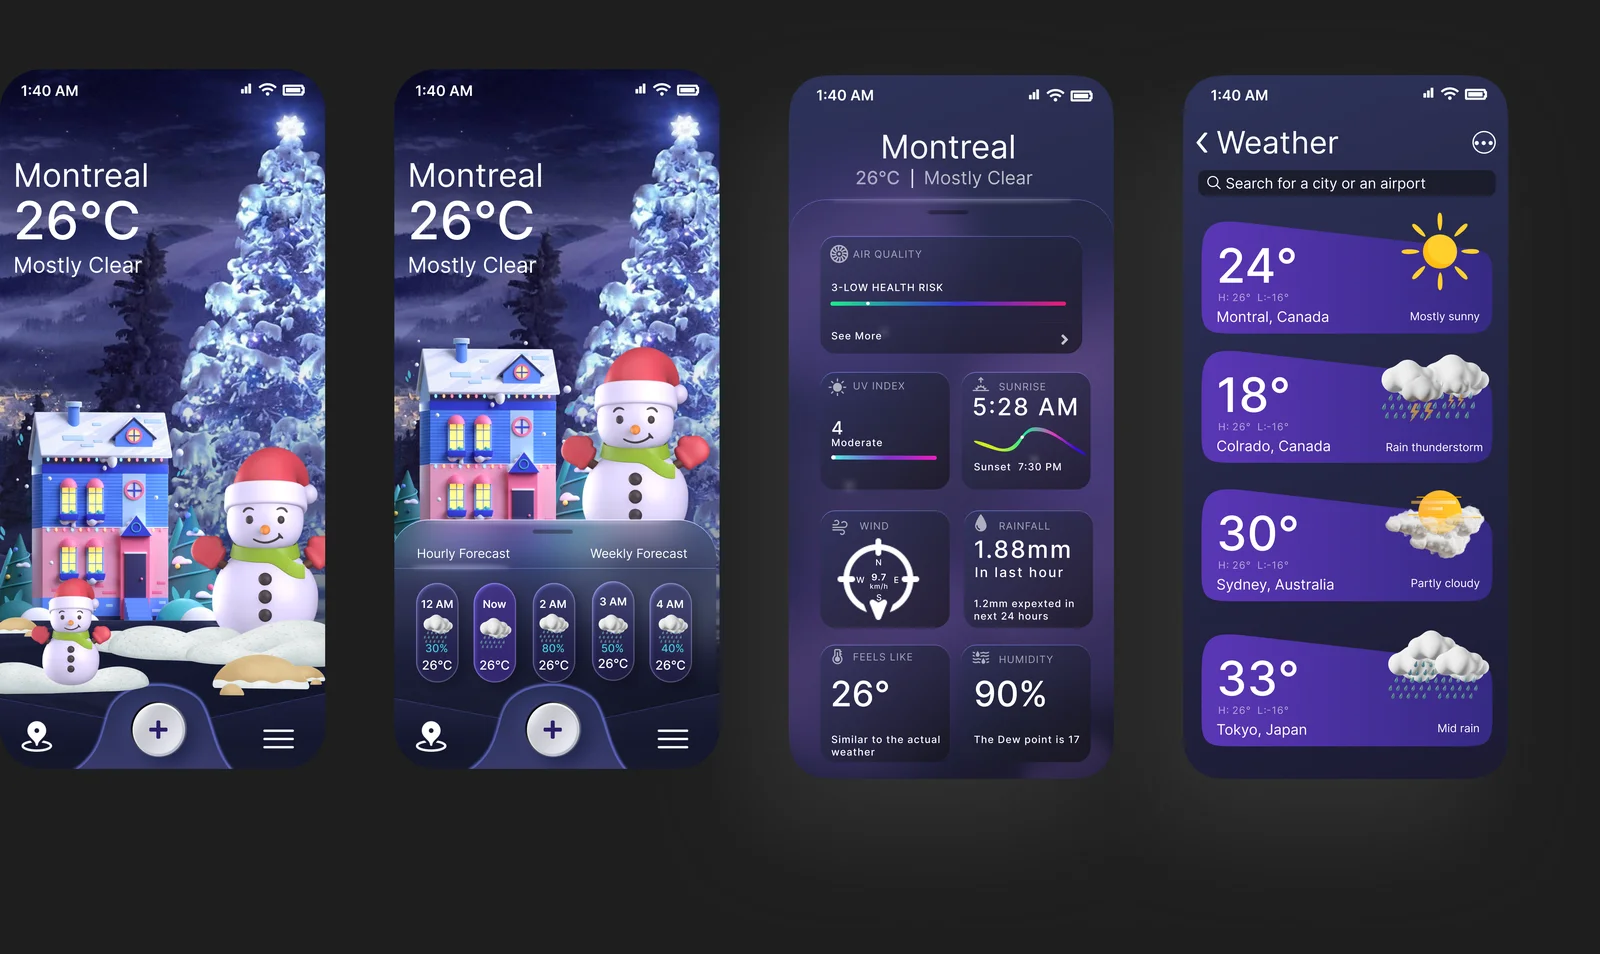 1:40 AM
Montreal
26°C
Mostly Clear
1:40 AM
Montreal
26°C
Mostly Clear
Hourly Forecast
Weekly Forecast
12 AM
Now
2 AM
3 AM
4 AM
30%
80%
50%
40%
26°C
26°C
26°C
26°C
26°C
1:40 AM
Montreal
26°C | Mostly Clear
AIR QUALITY
3-LOW HEALTH RISK
See More
UV INDEX
4
Moderate
SUNRISE
5:28 AM
Sunset 7:30 PM
WIND
N
W 9.7 E
km/h
S
RAINFALL
1.88mm
In last hour
1.2mm expexted in
next 24 hours
FEELS LIKE
26°
Similar to the actual
weather
HUMIDITY
90%
The Dew point is 17
1:40 AM
Weather
Search for a city or an airport
24°
H: 26° L:-16°
Montral, Canada
Mostly sunny
18°
H: 26° L:-16°
Colrado, Canada
Rain thunderstorm
30°
H: 26° L:-16°
Sydney, Australia
Partly cloudy
33°
H: 26° L:-16°
Tokyo, Japan
Mid rain